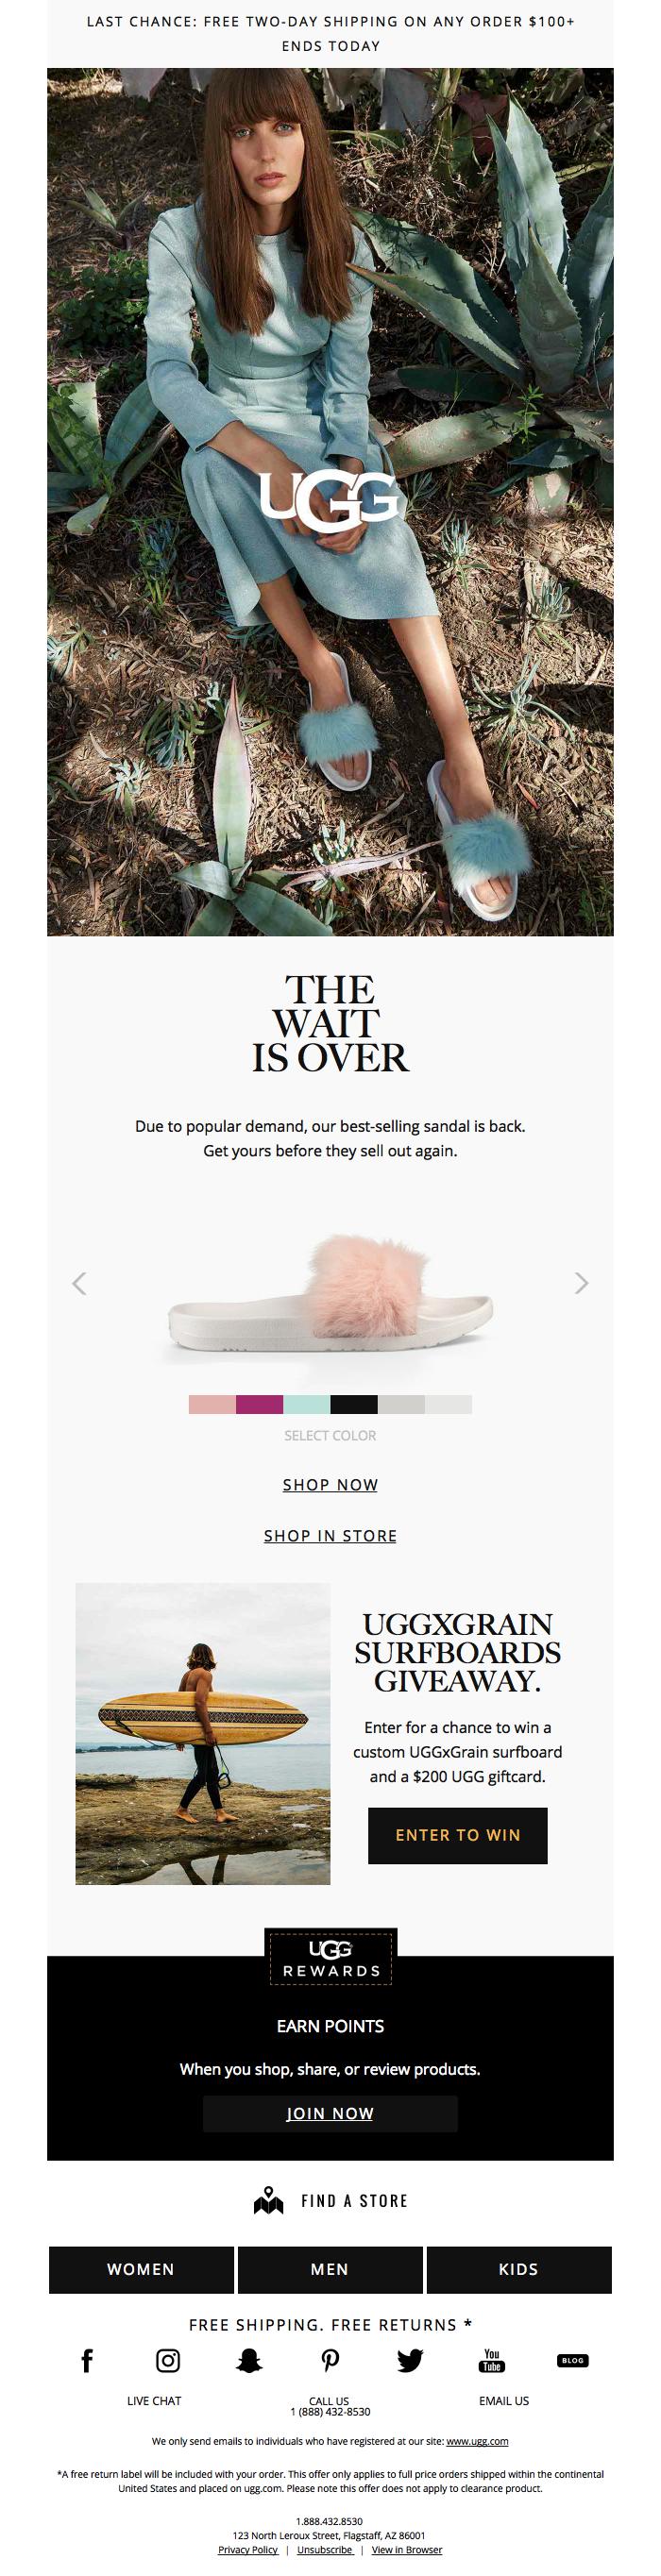 LAST CHANCE: FREE TWO-DAY SHIPPING ON ANY ORDER $100+
ENDS TODAY
UGG
THE
WAIT
IS OVER
Due to popular demand, our best-selling sandal is back.
Get yours before they sell out again.
SELECT COLOR
SHOP NOW
SHOP IN STORE
UGGXGRAIN
SURFBOARDS
GIVEAWAY.
Enter for a chance to win a
custom UGGxGrain surfboard
and a $200 UGG giftcard.
ENTER TO WIN
UGG
REWARDS
EARN POINTS
When you shop, share, or review products.
JOIN NOW
FIND A STORE
WOMEN MEN KIDS
FREE SHIPPING. FREE RETURNS *
You
Tube
BLOG
LIVE CHAT CALL US EMAIL US
1 (888) 432-8530
We only send emails to individuals who have registered at our site: www.ugg.com
*A free return label will be included with your order. This offer only applies to full price orders shipped within the continental
United States and placed on ugg.com. Please note this offer does not apply to clearance product.
1.888.432.8530
123 North Leroux Street, Flagstaff, AZ 86001
Privacy Policy | Unsubscribe | View in Browser